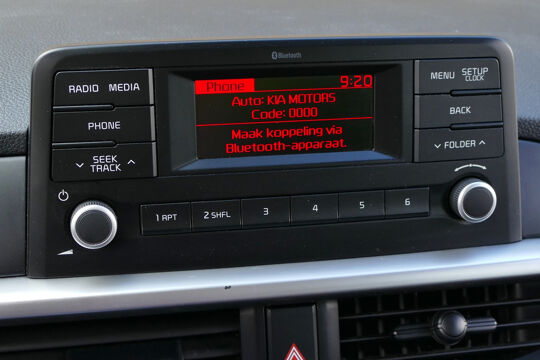 Bluetooth
RADIO MEDIA
PHONE
SEEK
TRACK
Phone 9:20
Auto: KIA MOTORS
Code: 0000
Maak koppeling via
Bluetooth-apparaat.
MENU SETUP
CLOCK
BACK
FOLDER
1 RPT 2 SHFL 3 4 5 6